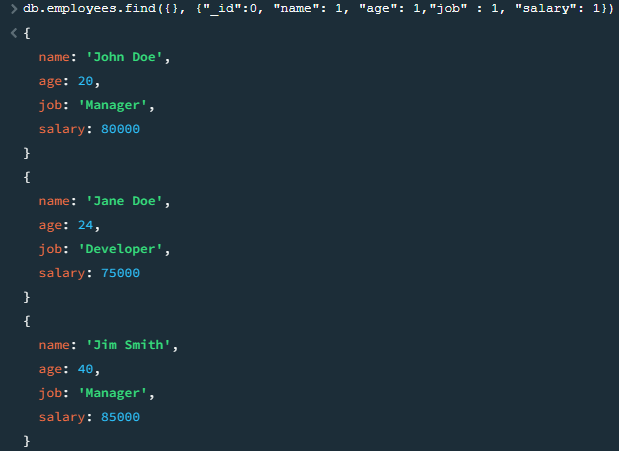 > db.employees.find({}, {"_id":0, "name": 1, "age": 1,"job" : 1, "salary": 1})
< {
name: 'John Doe',
age: 20,
job: 'Manager',
salary: 80000
}
{
name: 'Jane Doe',
age: 24,
job: 'Developer',
salary: 75000
}
{
name: 'Jim Smith',
age: 40,
job: 'Manager',
salary: 85000
}